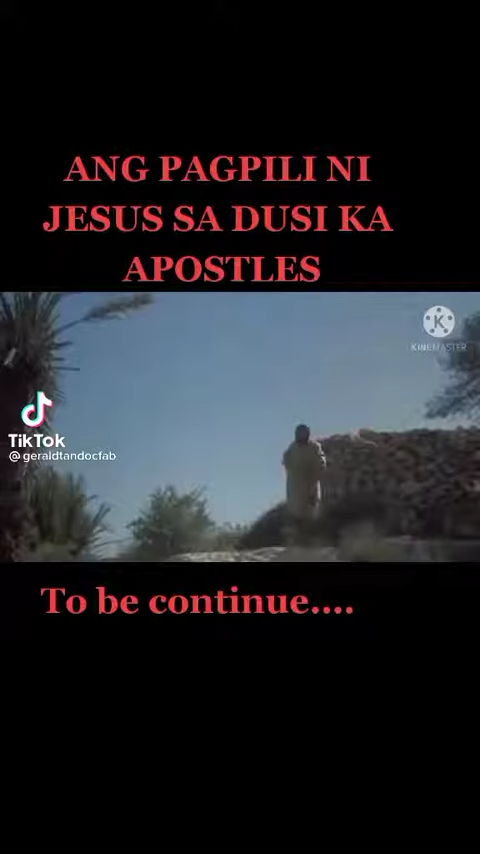 ANG PAGPILI NI
JESUS SA DUSI KA
APOSTLES
KINEMASTER
TikTok
@geraldtandocfab
To be continue....